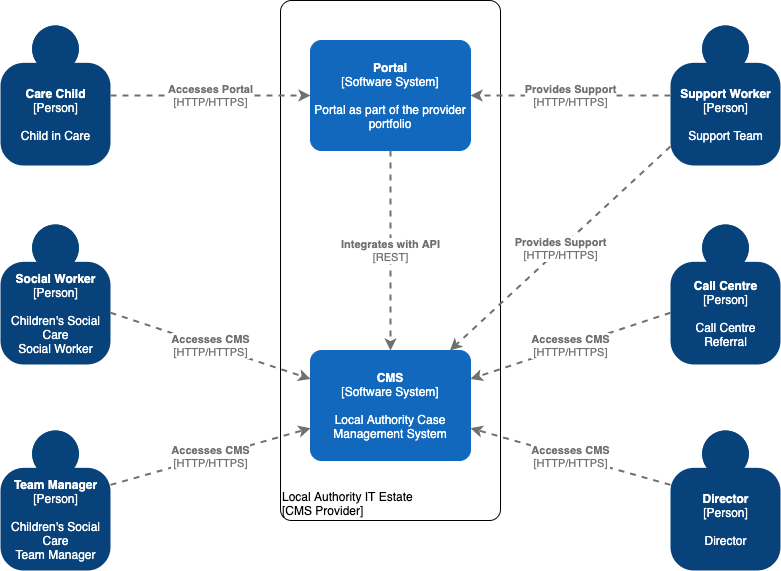 Care Child
[Person]
Child in Care
Accesses Portal
[HTTP/HTTPS]
Portal
[Software System]
Portal as part of the provider
portfolio
Provides Support
[HTTP/HTTPS]
Support Worker
[Person]
Support Team
Integrates with API
[REST]
Provides Support
[HTTP/HTTPS]
Social Worker
[Person]
Children's Social
Care
Social Worker
Accesses CMS
[HTTP/HTTPS]
Call Centre
[Person]
Call Centre
Referral
Accesses CMS
[HTTP/HTTPS]
CMS
[Software System]
Local Authority Case
Management System
Team Manager
[Person]
Children's Social
Care
Team Manager
Accesses CMS
[HTTP/HTTPS]
Accesses CMS
[HTTP/HTTPS]
Director
[Person]
Director
Local Authority IT Estate
[CMS Provider]